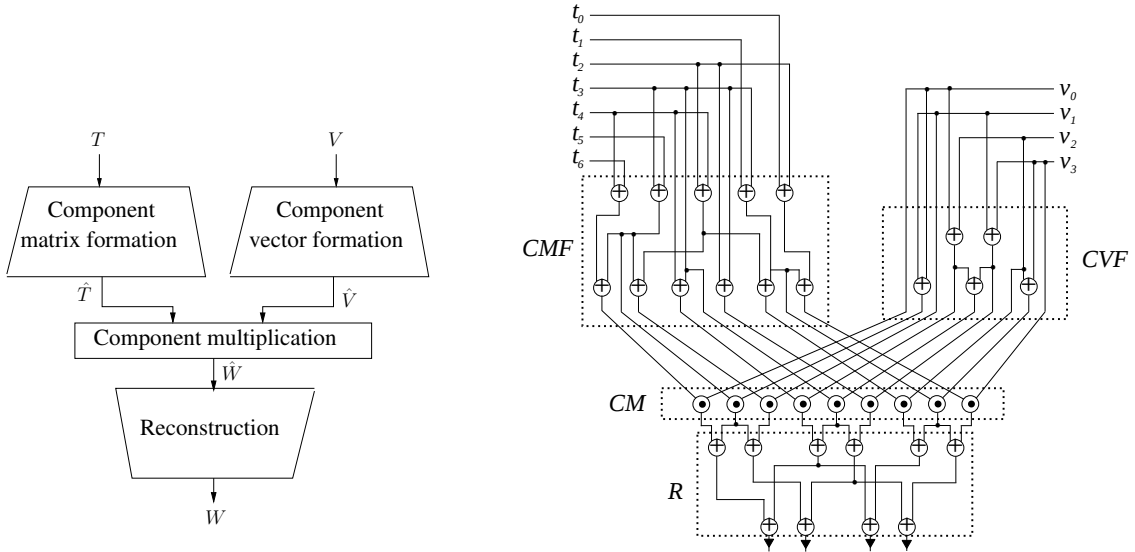 T
V
Component
matrix formation
Component
vector formation
T̂
V̂
Component multiplication
Ŵ
Reconstruction
W
t₀
t₁
t₂
t₃
t₄
t₅
t₆
v₀
v₁
v₂
v₃
CMF
CVF
CM
R